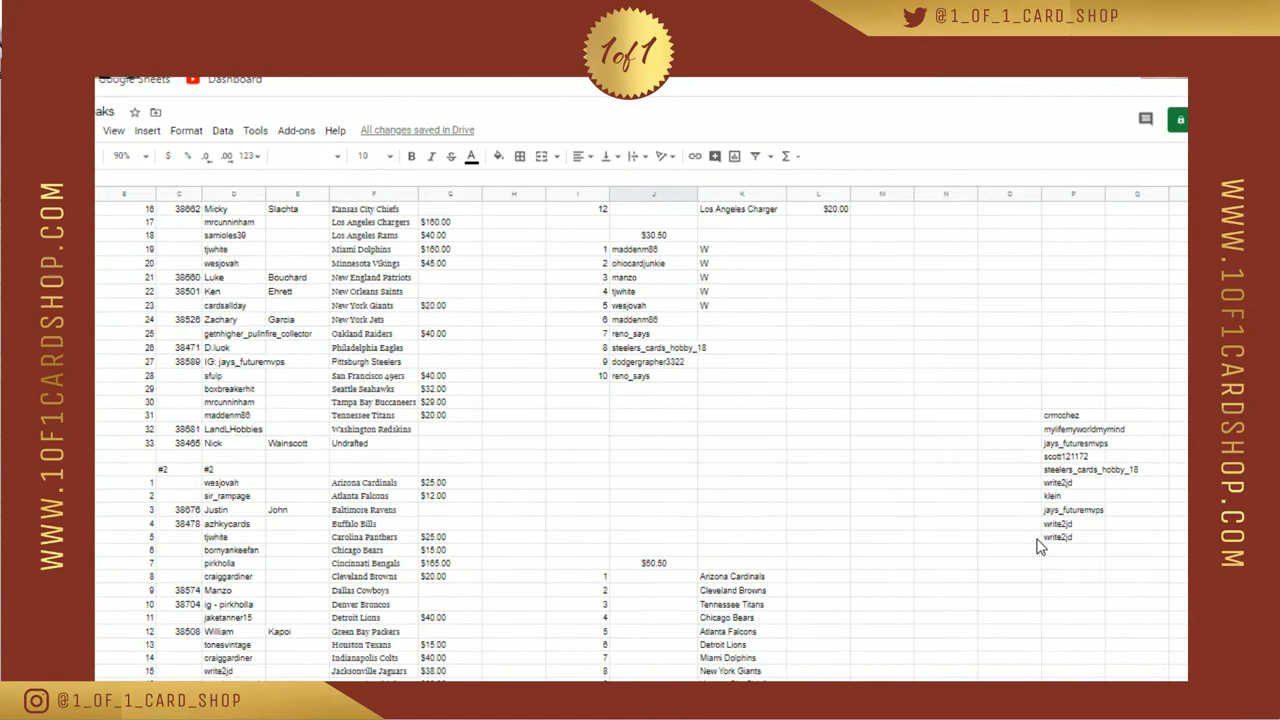 @1_OF_1_CARD_SHOP
1 of 1
WWW.1OF1CARDSHOP.COM
WWW.1OF1CARDSHOP.COM
Google Sheets Dashboard
aks
View Insert Format Data Tools Add-ons Help All changes saved in Drive
90% $ % .0 .00 123 10 B I S A
B C D E F G H I J K L M N O P Q
16 38662 Micky Slachta Kansas City Chiefs 12 Los Angeles Charger $20.00
17 mrcunninham Los Angeles Chargers $160.00
18 samioles39 Los Angeles Rams $40.00 $30.50
19 tjwhite Miami Dolphins $160.00 1 maddenm86 W
20 wesjovah Minnesota Vikings $45.00 2 ohiocardjunkie W
21 38660 Luke Bouchard New England Patriots 3 manzo W
22 38501 Ken Ehrett New Orleans Saints 4 tjwhite W
23 cardsallday New York Giants $20.00 5 wesjovah W
24 38526 Zachary Garcia New York Jets 6 maddenm86
25 getnhigher_pullnfire_collector Oakland Raiders $40.00 7 reno_says
26 38471 D.luck Philadelphia Eagles 8 steelers_cards_hobby_18
27 38589 IG: jays_futuremvps Pittsburgh Steelers 9 dodgergrapher3322
28 sfulp San Francisco 49ers $40.00 10 reno_says
29 boxbreakerhit Seattle Seahawks $32.00
30 mrcunninham Tampa Bay Buccaneers $29.00
31 maddenm86 Tennessee Titans $20.00 crmcchez
32 38681 LandLHobbies Washington Redskins mylifemyworldmymind
33 38465 Nick Wainscott Undrafted jays_futuresmvps
scott121172
#2 #2 steelers_cards_hobby_18
1 wesjovah Arizona Cardinals $25.00 write2jd
2 sir_rampage Atlanta Falcons $12.00 klein
3 38676 Justin John Baltimore Ravens jays_futuremvps
4 38478 azhkycards Buffalo Bills write2jd
5 tjwhite Carolina Panthers $25.00 write2jd
6 bornyankeefan Chicago Bears $15.00
7 pirkholla Cincinnati Bengals $165.00 $50.50
8 craiggardiner Cleveland Browns $20.00 1 Arizona Cardinals
9 38574 Manzo Dallas Cowboys 2 Cleveland Browns
10 38704 ig - pirkholla Denver Broncos 3 Tennessee Titans
11 jaketanner15 Detroit Lions $40.00 4 Chicago Bears
12 38508 William Kapoi Green Bay Packers 5 Atlanta Falcons
13 tonesvintage Houston Texans $15.00 6 Detroit Lions
14 craiggardiner Indianapolis Colts $40.00 7 Miami Dolphins
15 write2jd Jacksonville Jaguars $38.00 8 New York Giants
@1_OF_1_CARD_SHOP